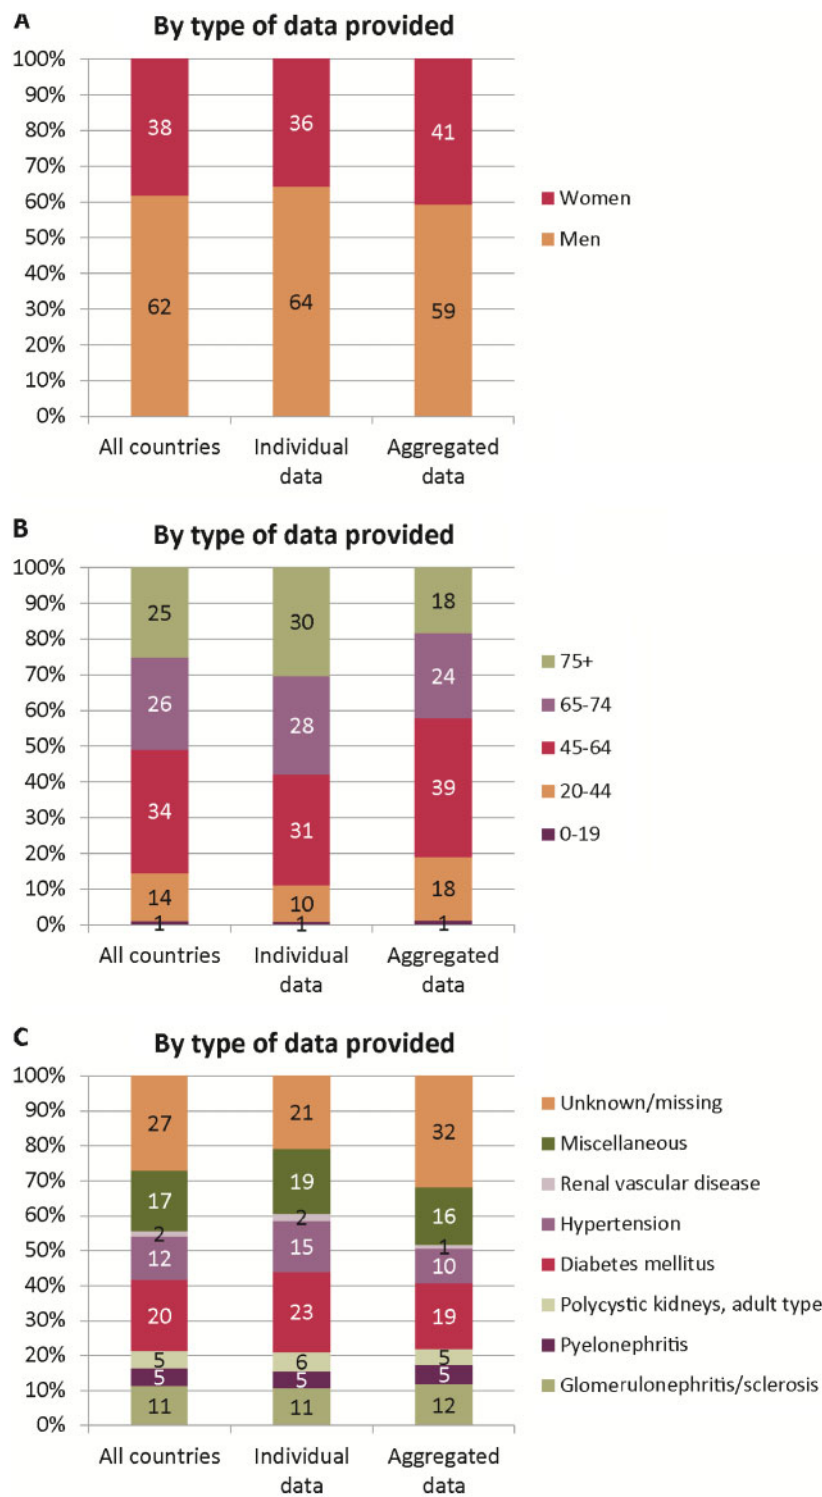 A
By type of data provided
100%
90%
80%
70%
60%
50%
40%
30%
20%
10%
0%
38
36
41
62
64
59
All countries
Individual
data
Aggregated
data
Women
Men
B
By type of data provided
100%
90%
80%
70%
60%
50%
40%
30%
20%
10%
0%
25
30
18
26
28
24
34
31
39
14
10
18
1
1
1
All countries
Individual
data
Aggregated
data
75+
65-74
45-64
20-44
0-19
C
By type of data provided
100%
90%
80%
70%
60%
50%
40%
30%
20%
10%
0%
27
21
32
17
19
16
2
2
1
12
15
10
20
23
19
5
6
5
5
5
5
11
11
12
All countries
Individual
data
Aggregated
data
Unknown/missing
Miscellaneous
Renal vascular disease
Hypertension
Diabetes mellitus
Polycystic kidneys, adult type
Pyelonephritis
Glomerulonephritis/sclerosis